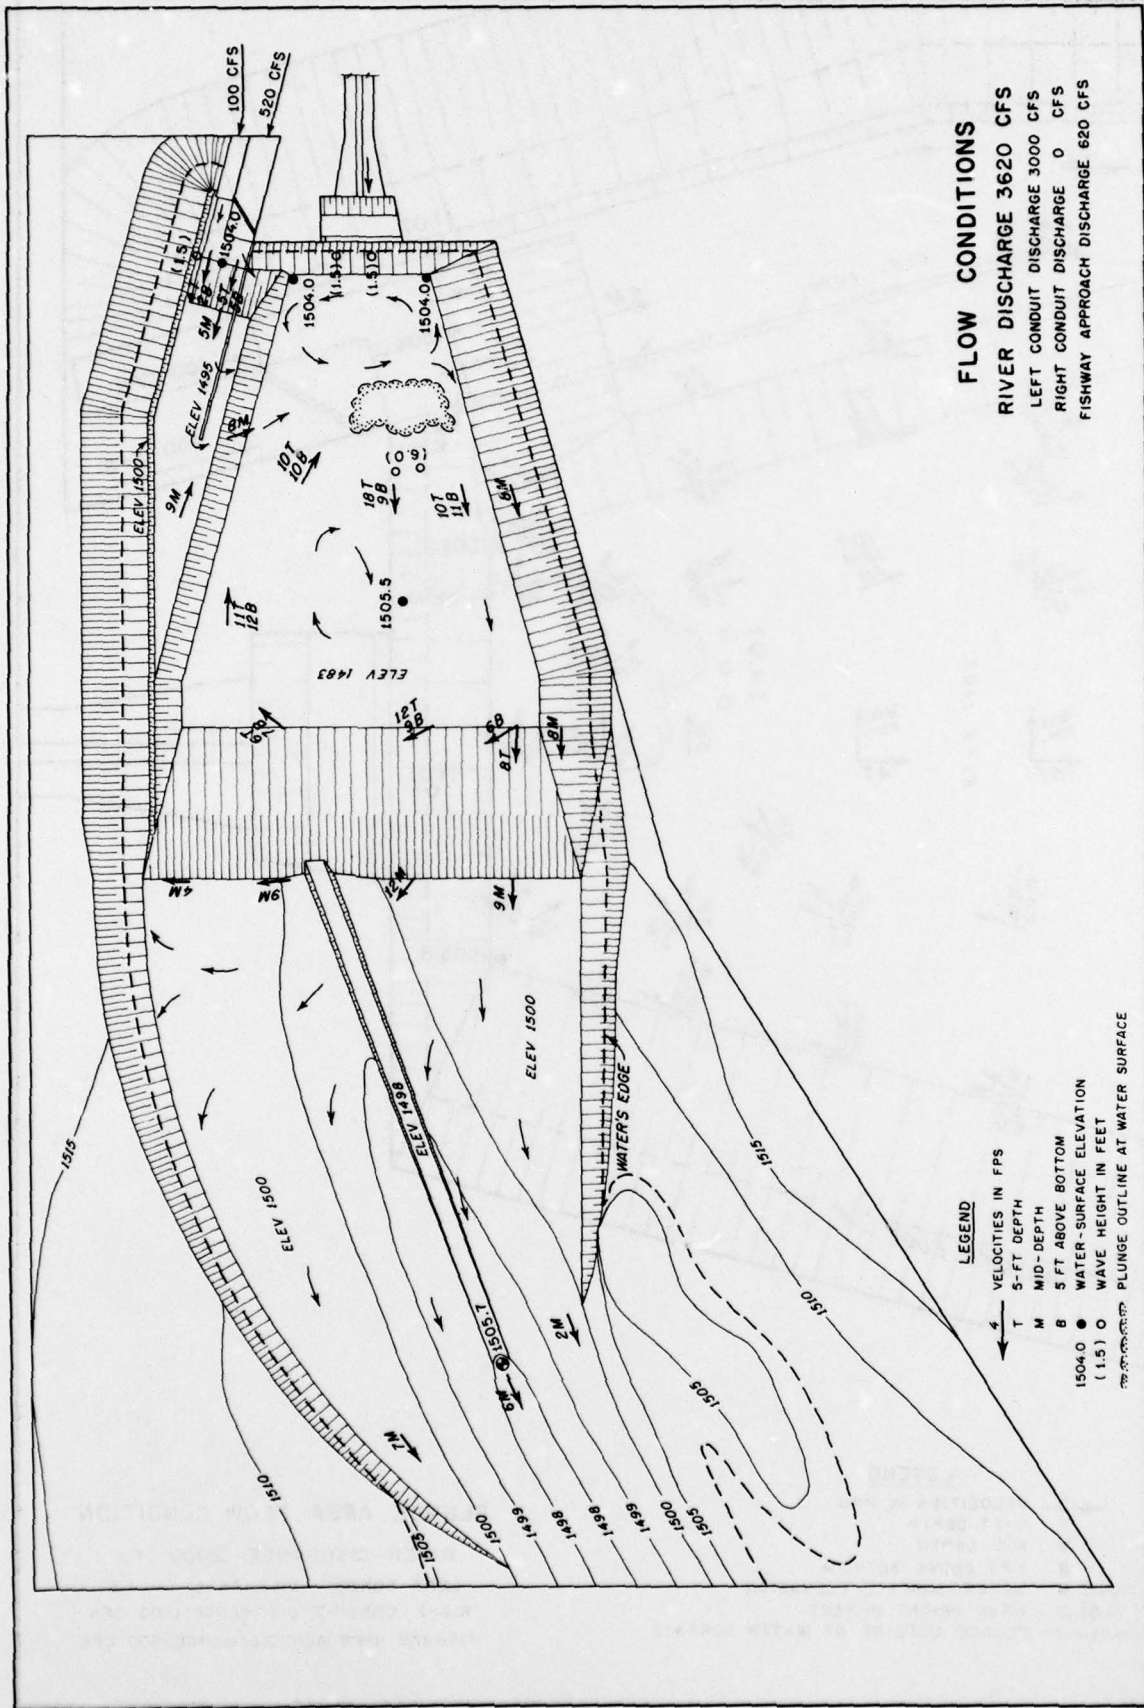 FLOW CONDITIONS
RIVER DISCHARGE 3620 CFS
LEFT CONDUIT DISCHARGE 3000 CFS
RIGHT CONDUIT DISCHARGE 0 CFS
FISHWAY APPROACH DISCHARGE 620 CFS
100 CFS
520 CFS
(1.5)
1504.0
5T
5M
ELEV 1495
ELEV 1500
9M
8M
1504.0
(1.5)
(1.5)
1504.0
10T
10B
(6.0)
18T
9B
10T
11B
8M
11T
12B
1505.5
ELEV 1483
12T
9B
6B
8T
8M
4M
9M
12M
9M
ELEV 1500
ELEV 1498
WATER'S EDGE
ELEV 1500
1515
1515
1510
1510
1505.7
6M
2M
7M
1505
1505
1500
1499
1498
1498
1499
1500
1505
LEGEND
4 VELOCITIES IN FPS
T 5-FT DEPTH
M MID-DEPTH
B 5 FT ABOVE BOTTOM
1504.0 WATER-SURFACE ELEVATION
(1.5) WAVE HEIGHT IN FEET
PLUNGE OUTLINE AT WATER SURFACE